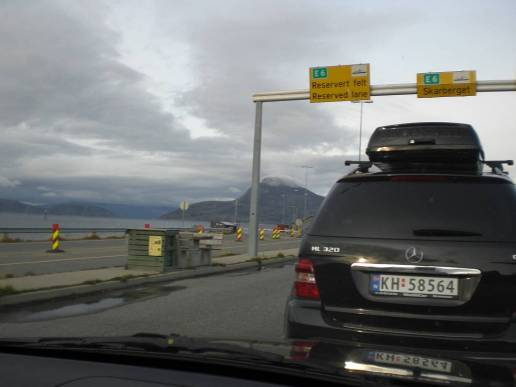 E6
Reservert felt
Reserved lane
E6
Skarberget
ML 320
KH 58564